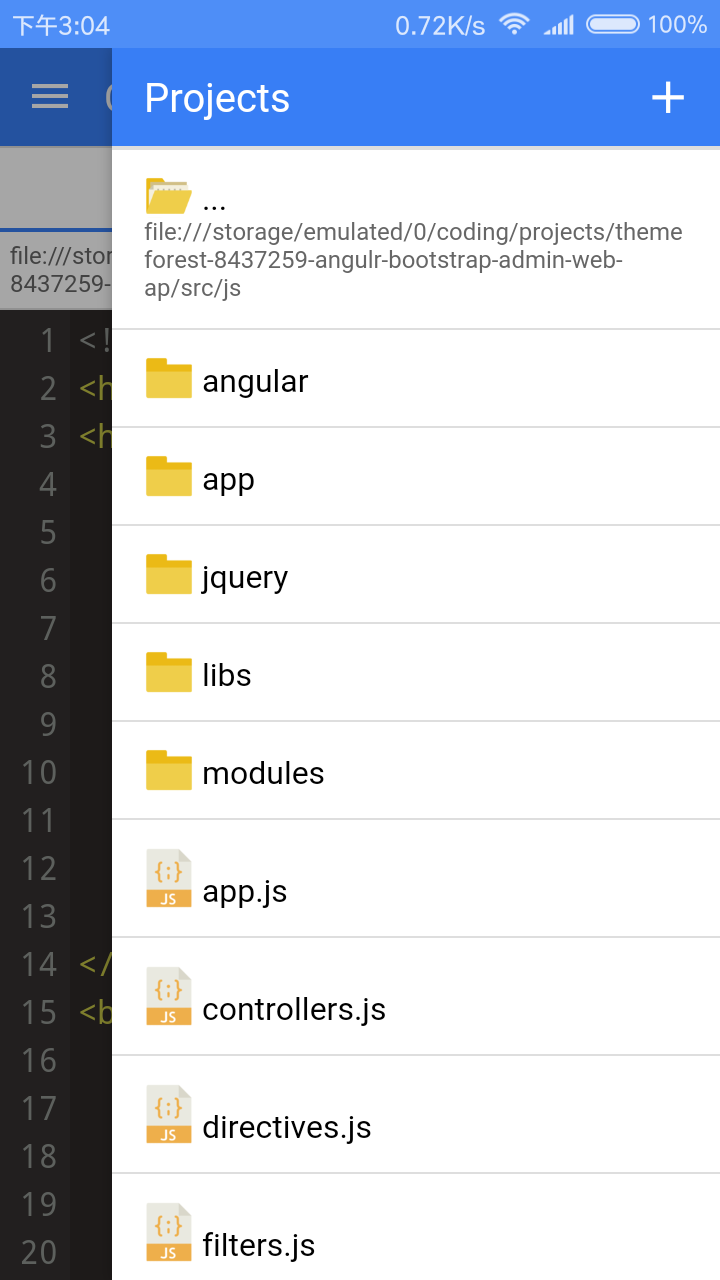 下午3:04
0.72K/s
100%
Projects
...
file:///storage/emulated/0/coding/projects/theme
forest-8437259-angulr-bootstrap-admin-web-
ap/src/js
angular
app
jquery
libs
modules
app.js
JS
controllers.js
JS
directives.js
JS
filters.js
JS
file:///stor
8437259-
1 <!
2 <h
3 <h
4
5
6
7
8
9
10
11
12
13
14 </
15 <b
16
17
18
19
20